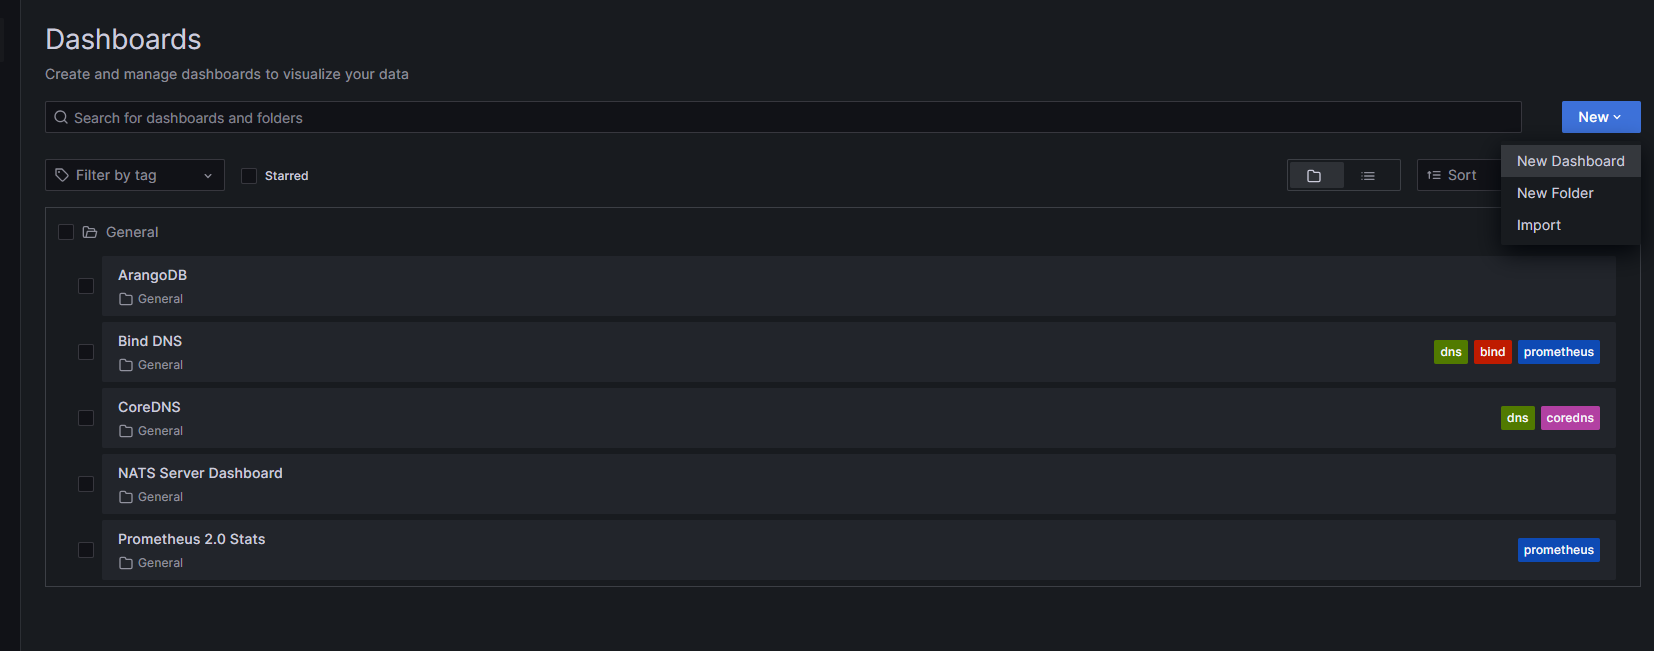 Dashboards
Create and manage dashboards to visualize your data
Search for dashboards and folders
New
Filter by tag
Starred
Sort
New Dashboard
New Folder
Import
General
ArangoDB
General
Bind DNS
General
dns bind prometheus
CoreDNS
General
dns coredns
NATS Server Dashboard
General
Prometheus 2.0 Stats
General
prometheus